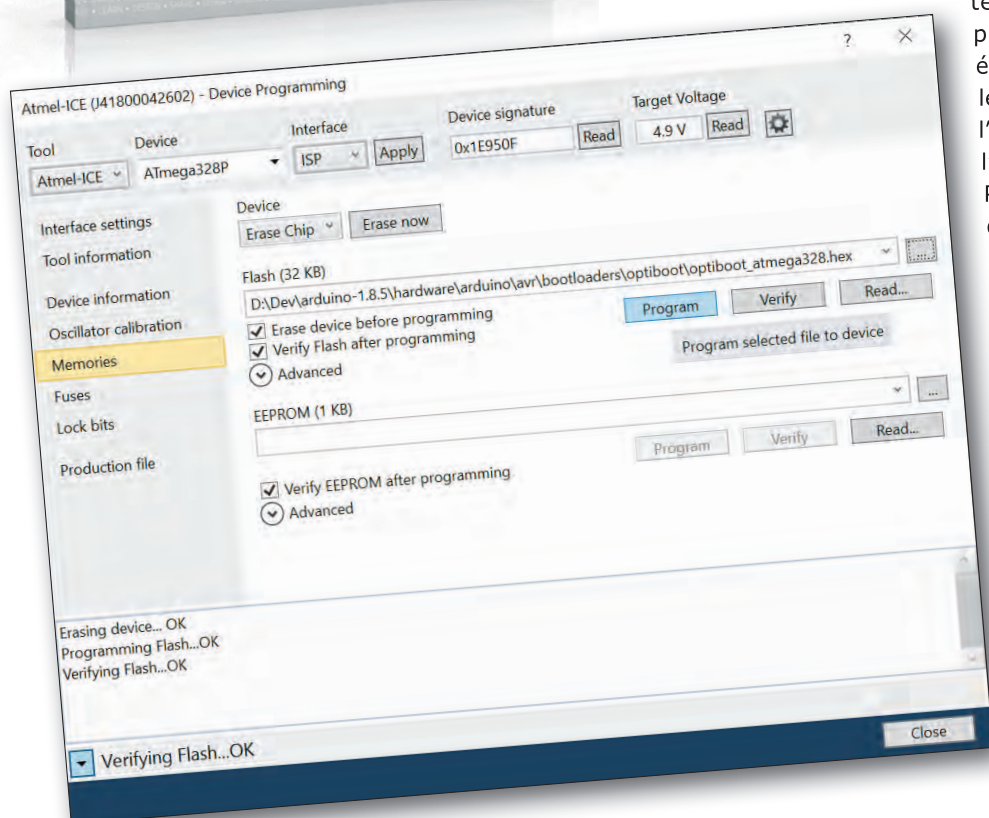 Atmel-ICE (J41800042602) - Device Programming
? ×
Tool Device Interface Device signature Target Voltage
Atmel-ICE ATmega328P ISP Apply 0x1E950F Read 4.9 V Read
Interface settings
Tool information
Device information
Oscillator calibration
Memories
Fuses
Lock bits
Production file
Device
Erase Chip Erase now
Flash (32 KB)
D:\Dev\arduino-1.8.5\hardware\arduino\avr\bootloaders\optiboot\optiboot_atmega328.hex ...
Erase device before programming
Program Verify Read...
Verify Flash after programming
Program selected file to device
Advanced
EEPROM (1 KB)
...
Program Verify Read...
Verify EEPROM after programming
Advanced
Erasing device... OK
Programming Flash...OK
Verifying Flash...OK
Verifying Flash...OK
Close